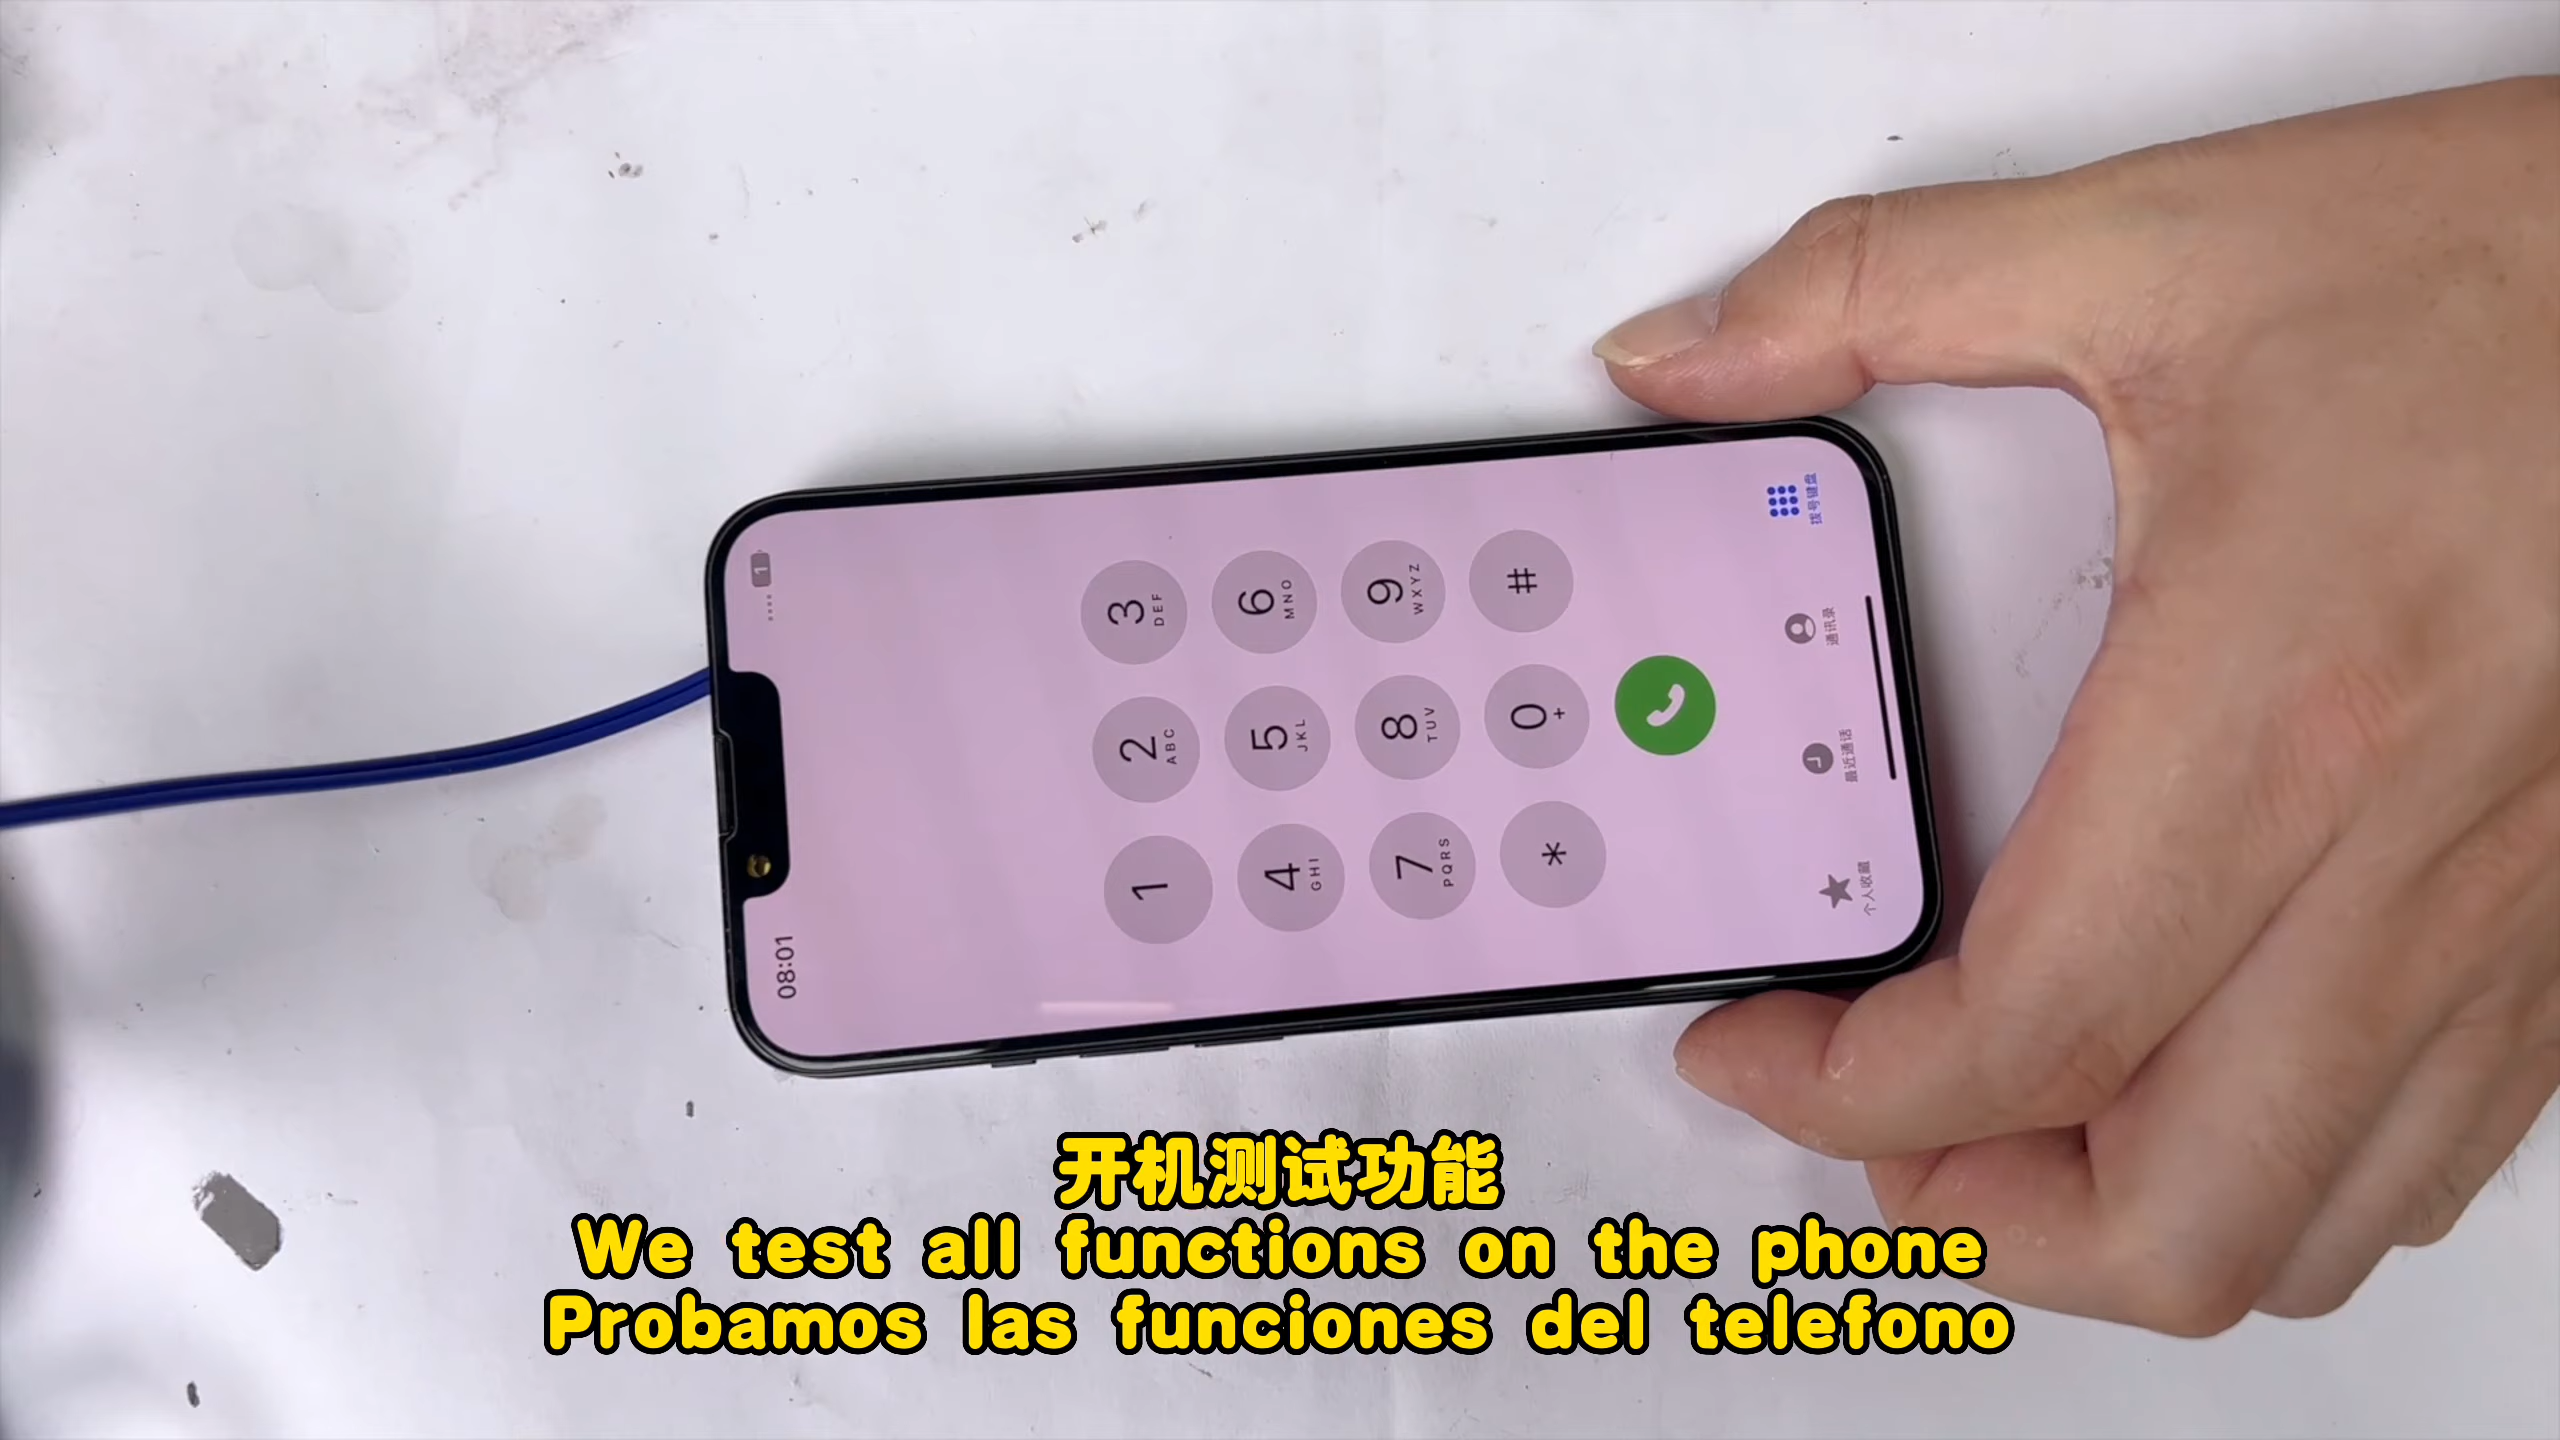 08:01
1
1
2 ABC
3 DEF
4 GHI
5 JKL
6 MNO
7 PQRS
8 TUV
9 WXYZ
*
0 +
#
个人收藏
最近通话
通讯录
拨号键盘
开机测试功能
We test all functions on the phone
Probamos las funciones del telefono